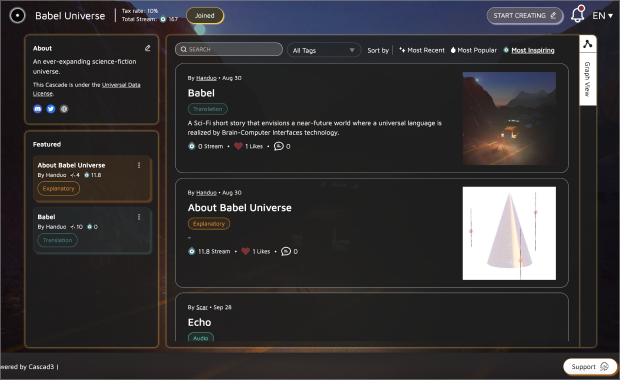 Babel Universe
Tax rate: 10%
Total Stream: 167
Joined
START CREATING
EN
About
An ever-expanding science-fiction
universe.
This Cascade is under the Universal Data
License.
Featured
About Babel Universe
By Handuo 4 11.8
Explanatory
Babel
By Handuo 10 0
Translation
SEARCH
All Tags
Sort by
Most Recent
Most Popular
Most Inspiring
By Handuo • Aug 30
Babel
Translation
A Sci-Fi short story that envisions a near-future world where a universal language is
realized by Brain-Computer Interfaces technology.
0 Stream • 1 Likes • 0
By Handuo • Aug 30
About Babel Universe
Explanatory
-
11.8 Stream • 1 Likes • 0
By Scar • Sep 28
Echo
Audio
Graph View
wered by Cascad3 |
Support